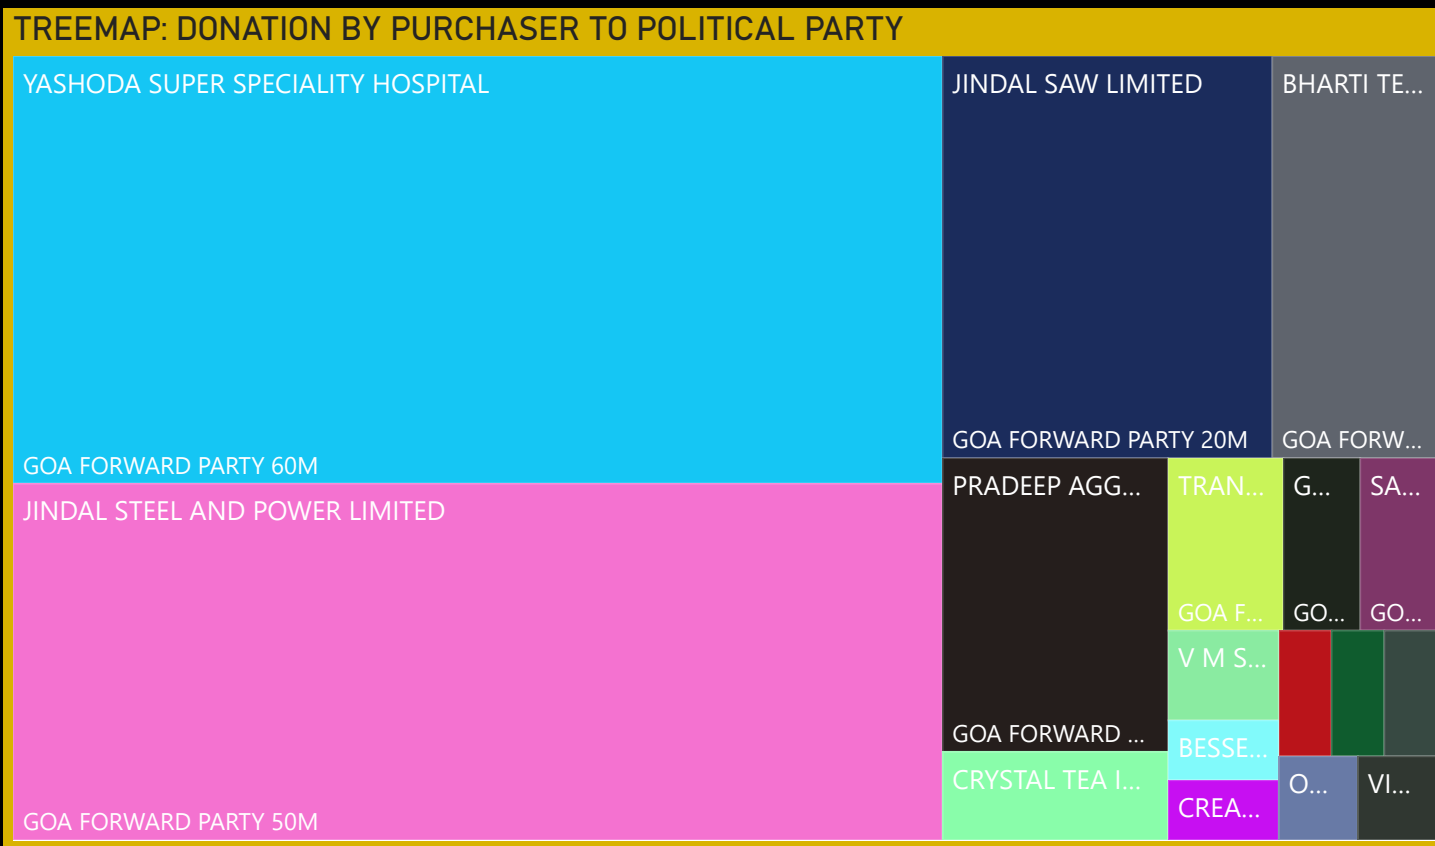 TREEMAP: DONATION BY PURCHASER TO POLITICAL PARTY
YASHODA SUPER SPECIALITY HOSPITAL
GOA FORWARD PARTY 60M
JINDAL STEEL AND POWER LIMITED
GOA FORWARD PARTY 50M
JINDAL SAW LIMITED
GOA FORWARD PARTY 20M
BHARTI TE...
GOA FORW...
PRADEEP AGG...
GOA FORWARD ...
CRYSTAL TEA I...
TRAN...
GOA F...
G...
GO...
SA...
GO...
V M S...
BESSE...
CREA...
O...
VI...